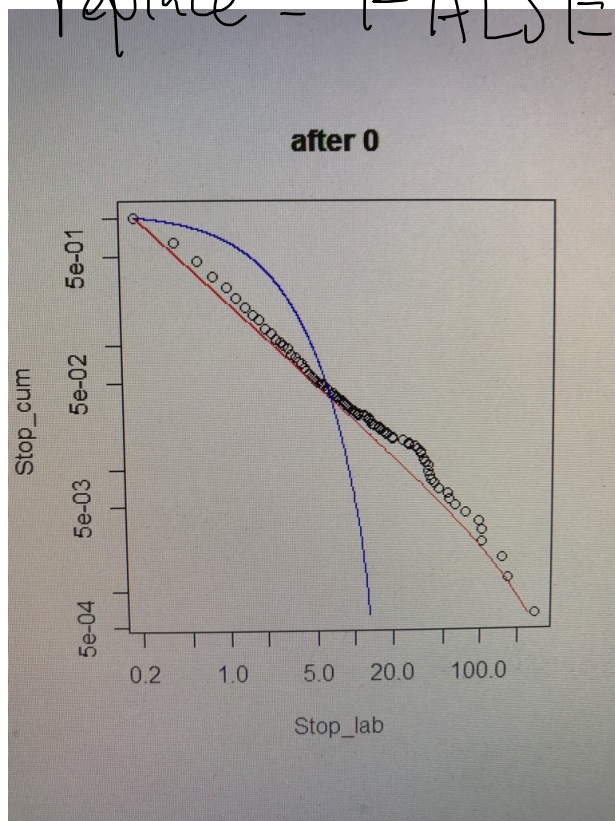 replace = FALSE
after 0
Stop_cum
5e-01
5e-02
5e-03
5e-04
0.2 1.0 5.0 20.0 100.0
Stop_lab